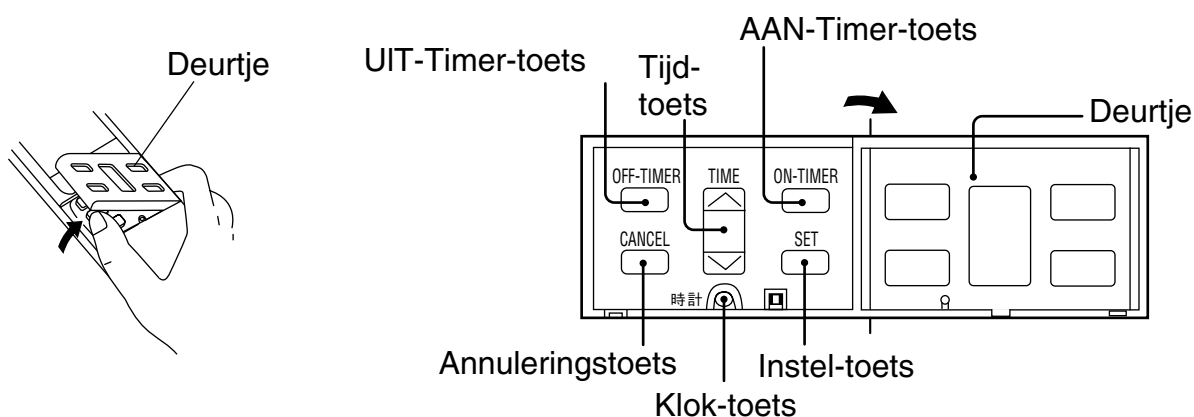 Deurtje
UIT-Timer-toets
Tijd-
toets
AAN-Timer-toets
Deurtje
OFF-TIMER
TIME
ON-TIMER
CANCEL
SET
時計
Annuleringstoets
Instel-toets
Klok-toets